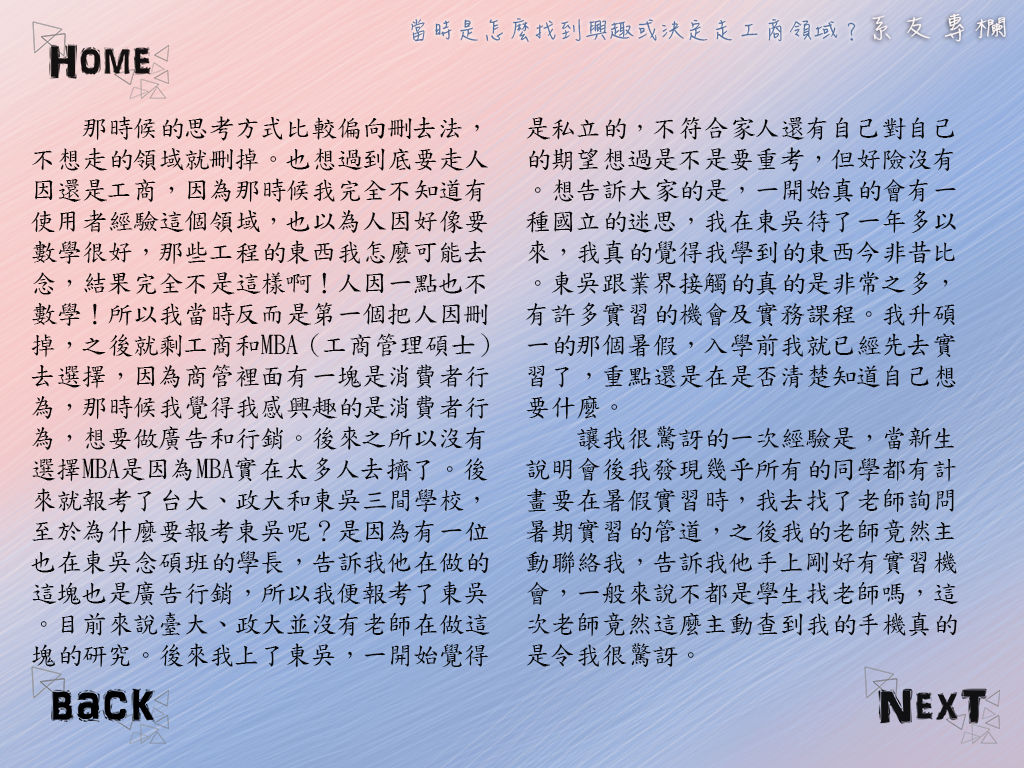 當時是怎麼找到興趣或決定走工商領域？系友專欄
HOME
那時候的思考方式比較偏向刪去法，
不想走的領域就刪掉。也想過到底要走人
因還是工商，因為那時候我完全不知道有
使用者經驗這個領域，也以為人因好像要
數學很好，那些工程的東西我怎麼可能去
念，結果完全不是這樣啊！人因一點也不
數學！所以我當時反而是第一個把人因刪
掉，之後就剩工商和MBA（工商管理碩士）
去選擇，因為商管裡面有一塊是消費者行
為，那時候我覺得我感興趣的是消費者行
為，想要做廣告和行銷。後來之所以沒有
選擇MBA是因為MBA實在太多人去擠了。後
來就報考了台大、政大和東吳三間學校，
至於為什麼要報考東吳呢？是因為有一位
也在東吳念碩班的學長，告訴我他在做的
這塊也是廣告行銷，所以我便報考了東吳
。目前來說臺大、政大並沒有老師在做這
塊的研究。後來我上了東吳，一開始覺得
是私立的，不符合家人還有自己對自己
的期望想過是不是要重考，但好險沒有
。想告訴大家的是，一開始真的會有一
種國立的迷思，我在東吳待了一年多以
來，我真的覺得我學到的東西今非昔比
。東吳跟業界接觸的真的是非常之多，
有許多實習的機會及實務課程。我升碩
一的那個暑假，入學前我就已經先去實
習了，重點還是在是否清楚知道自己想
要什麼。
讓我很驚訝的一次經驗是，當新生
說明會後我發現幾乎所有的同學都有計
畫要在暑假實習時，我去找了老師詢問
暑期實習的管道，之後我的老師竟然主
動聯絡我，告訴我他手上剛好有實習機
會，一般來說不都是學生找老師嗎，這
次老師竟然這麼主動查到我的手機真的
是令我很驚訝。
BACK
NEXT